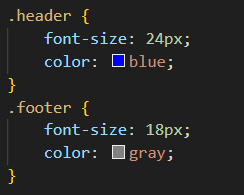 .header {
    font-size: 24px;
    color: blue;
}
.footer {
    font-size: 18px;
    color: gray;
}